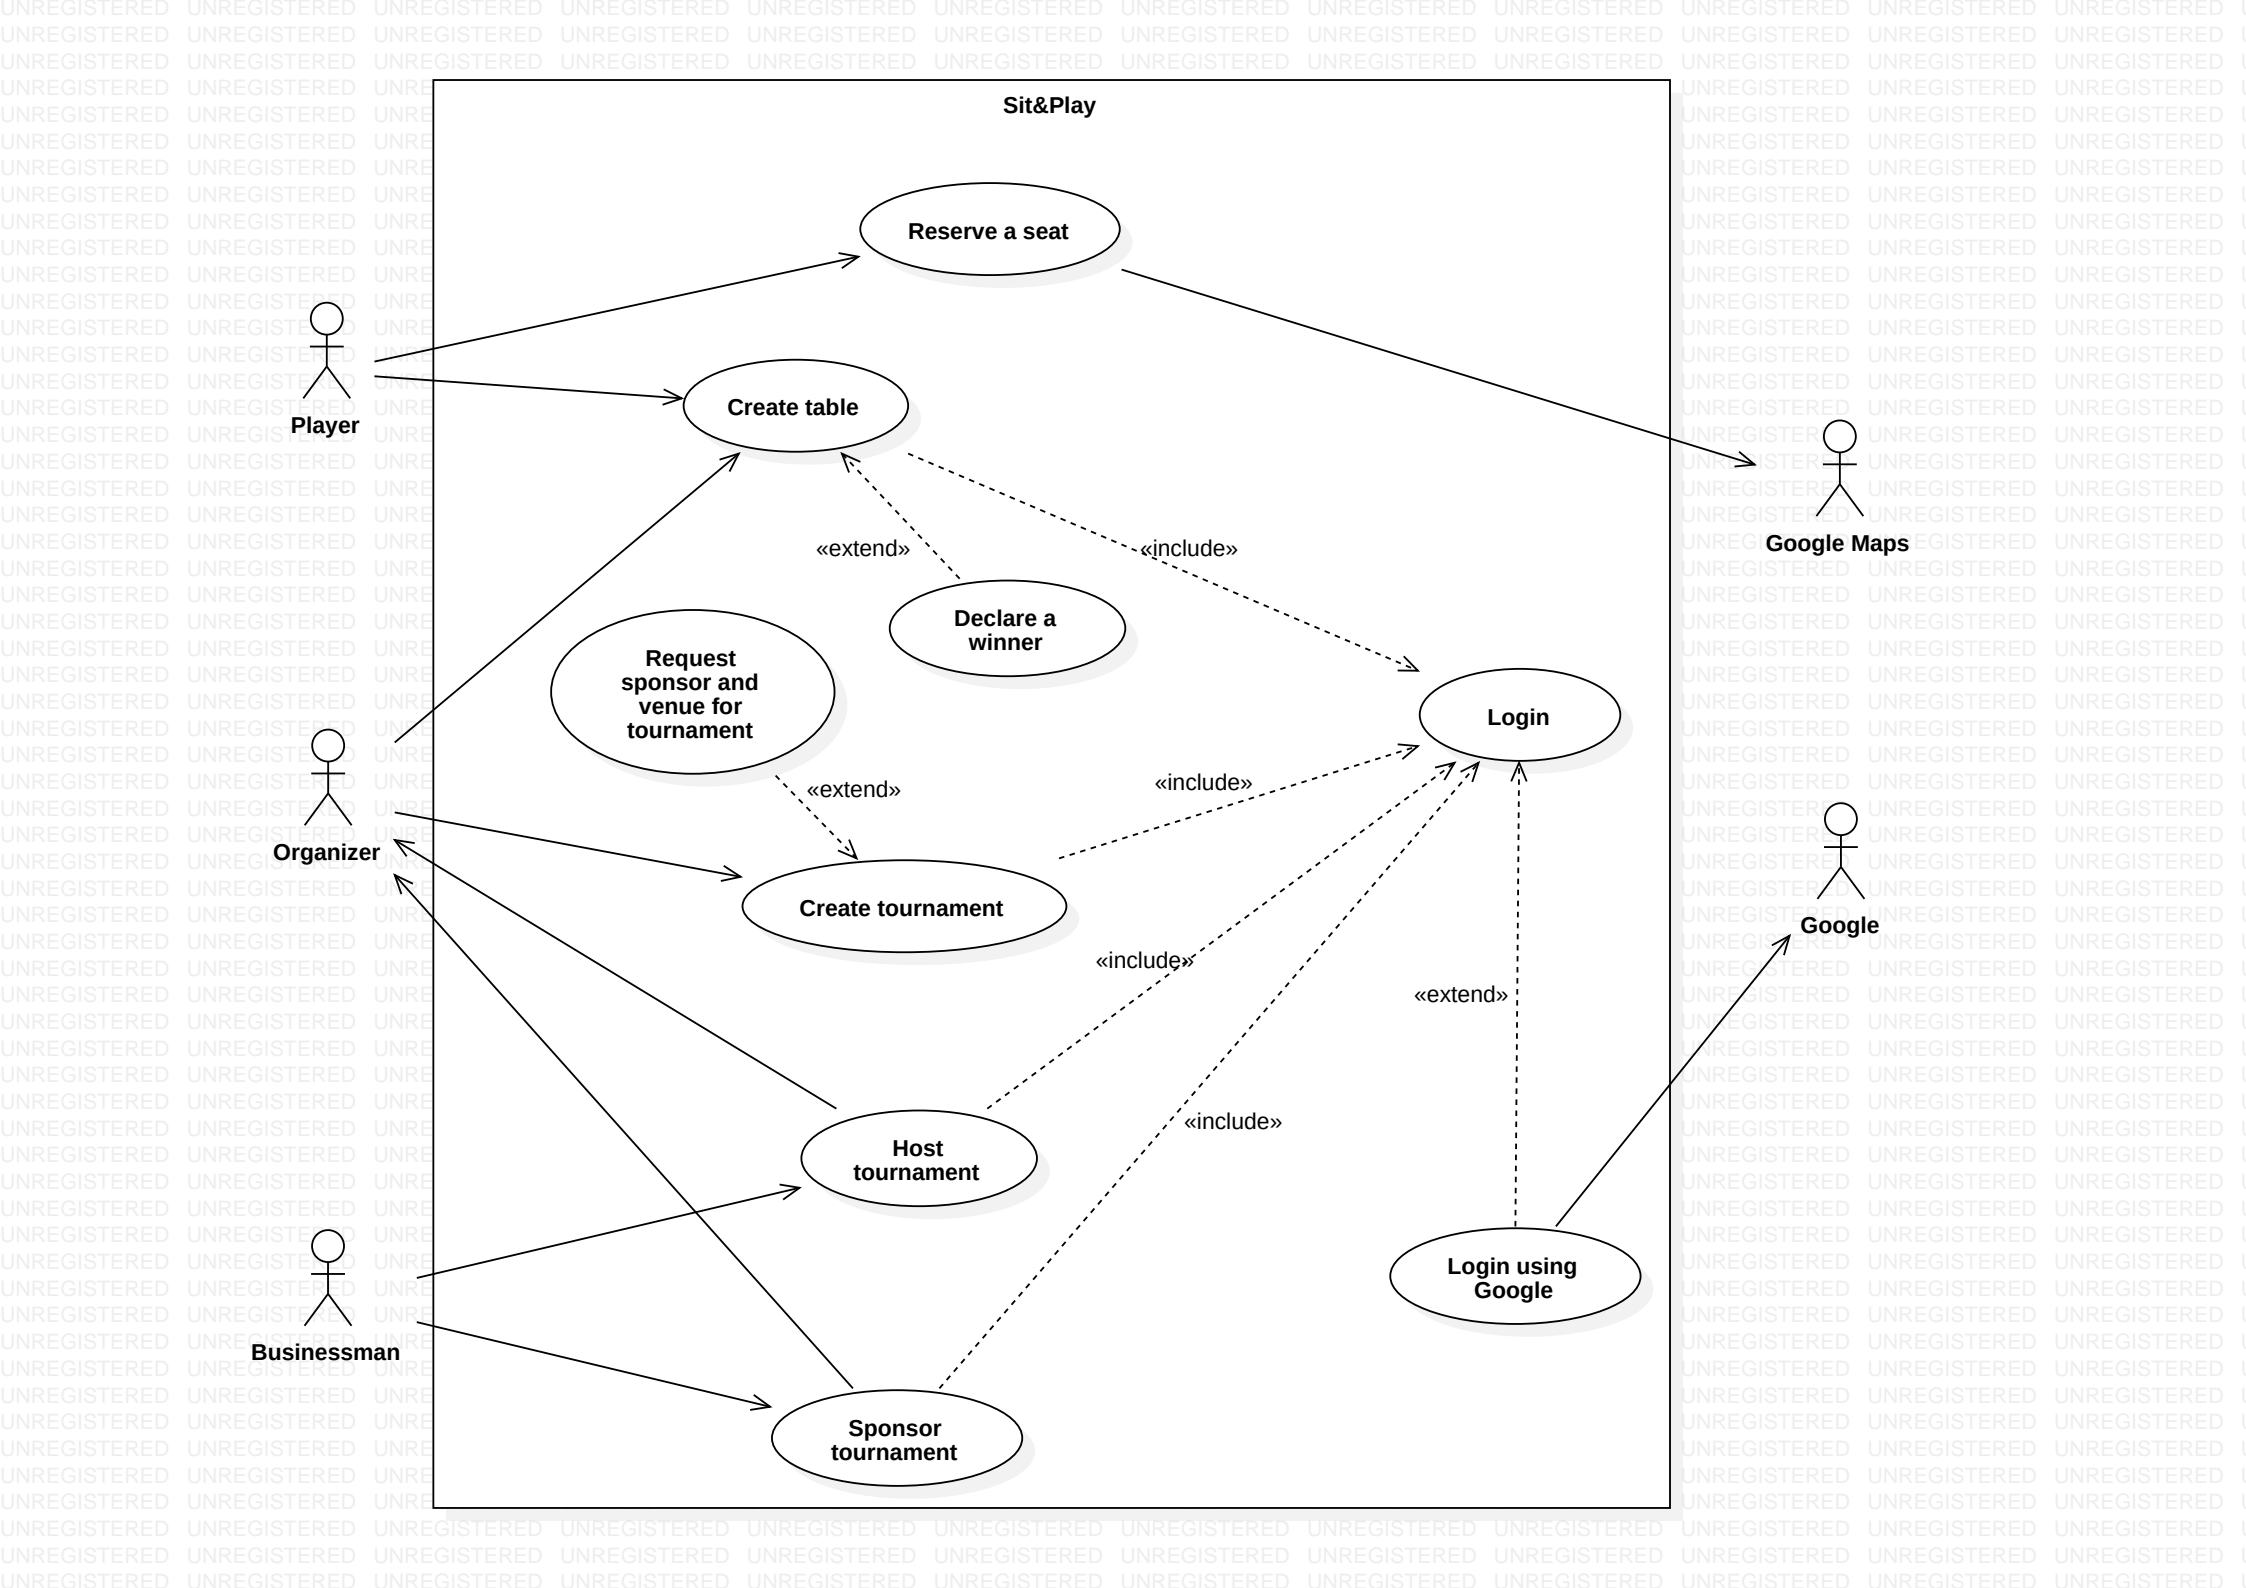 Sit&Play
Reserve a seat
Player
Create table
Google Maps
«extend»
«include»
Declare a
winner
Request
sponsor and
venue for
tournament
Login
Organizer
«extend»
«include»
Create tournament
Google
«include»
«extend»
Host
tournament
«include»
Login using
Google
Businessman
Sponsor
tournament
UNREGISTERED